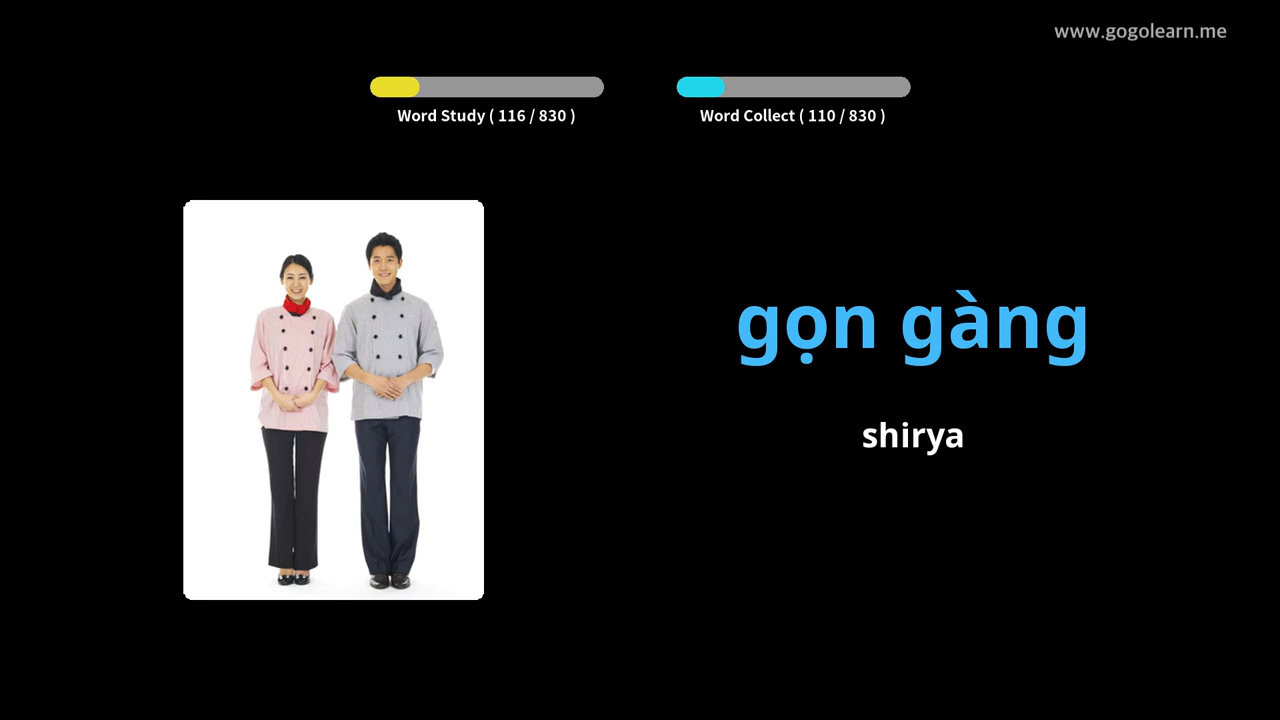 www.gogolearn.me
Word Study ( 116 / 830 )
Word Collect ( 110 / 830 )
gọn gàng
shirya